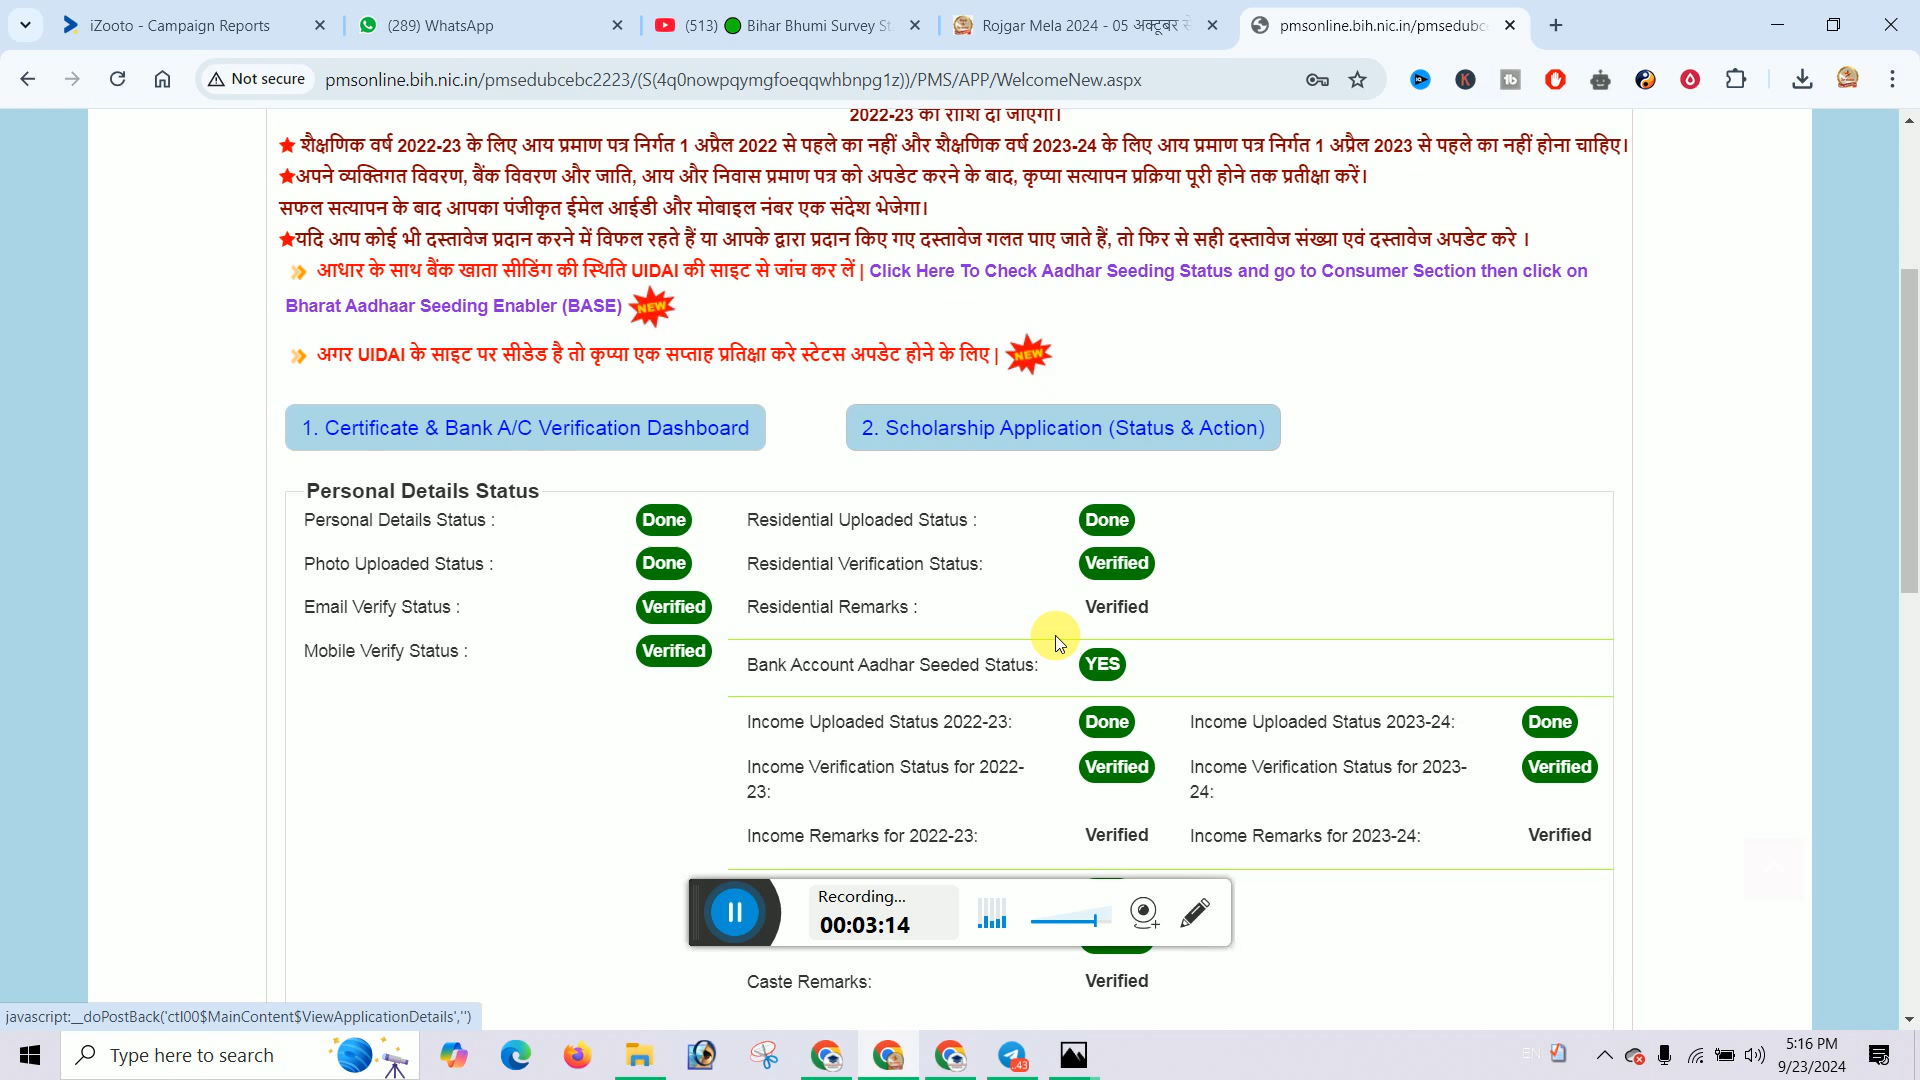 iZooto - Campaign Reports
(289) WhatsApp
(513) Bihar Bhumi Survey St
Rojgar Mela 2024 - 05 अक्टूबर से
pmsonline.bih.nic.in/pmsedubce
Not secure
pmsonline.bih.nic.in/pmsedubcebc2223/(S(4q0nowpqymgfoeqqwhbnpg1z))/PMS/APP/WelcomeNew.aspx
2022-23 की राशि दी जाएगी।
शैक्षणिक वर्ष 2022-23 के लिए आय प्रमाण पत्र निर्गत 1 अप्रैल 2022 से पहले का नहीं और शैक्षणिक वर्ष 2023-24 के लिए आय प्रमाण पत्र निर्गत 1 अप्रैल 2023 से पहले का नहीं होना चाहिए।
अपने व्यक्तिगत विवरण, बैंक विवरण और जाति, आय और निवास प्रमाण पत्र को अपडेट करने के बाद, कृप्या सत्यापन प्रक्रिया पूरी होने तक प्रतीक्षा करें।
सफल सत्यापन के बाद आपका पंजीकृत ईमेल आईडी और मोबाइल नंबर एक संदेश भेजेगा।
यदि आप कोई भी दस्तावेज प्रदान करने में विफल रहते हैं या आपके द्वारा प्रदान किए गए दस्तावेज गलत पाए जाते हैं, तो फिर से सही दस्तावेज संख्या एवं दस्तावेज अपडेट करे ।
आधार के साथ बैंक खाता सीडिंग की स्थिति UIDAI की साइट से जांच कर लें | Click Here To Check Aadhar Seeding Status and go to Consumer Section then click on
Bharat Aadhaar Seeding Enabler (BASE) NEW
अगर UIDAI के साइट पर सीडेड है तो कृप्या एक सप्ताह प्रतिक्षा करे स्टेटस अपडेट होने के लिए | NEW
1. Certificate & Bank A/C Verification Dashboard
2. Scholarship Application (Status & Action)
Personal Details Status
Personal Details Status : Done
Residential Uploaded Status : Done
Photo Uploaded Status : Done
Residential Verification Status: Verified
Email Verify Status : Verified
Residential Remarks : Verified
Mobile Verify Status : Verified
Bank Account Aadhar Seeded Status: YES
Income Uploaded Status 2022-23: Done
Income Uploaded Status 2023-24: Done
Income Verification Status for 2022-
23: Verified
Income Verification Status for 2023-
24: Verified
Income Remarks for 2022-23: Verified
Income Remarks for 2023-24: Verified
Recording...
00:03:14
Caste Remarks: Verified
javascript:__doPostBack('ctl00$MainContent$ViewApplicationDetails','')
Type here to search
43
EN
5:16 PM
9/23/2024